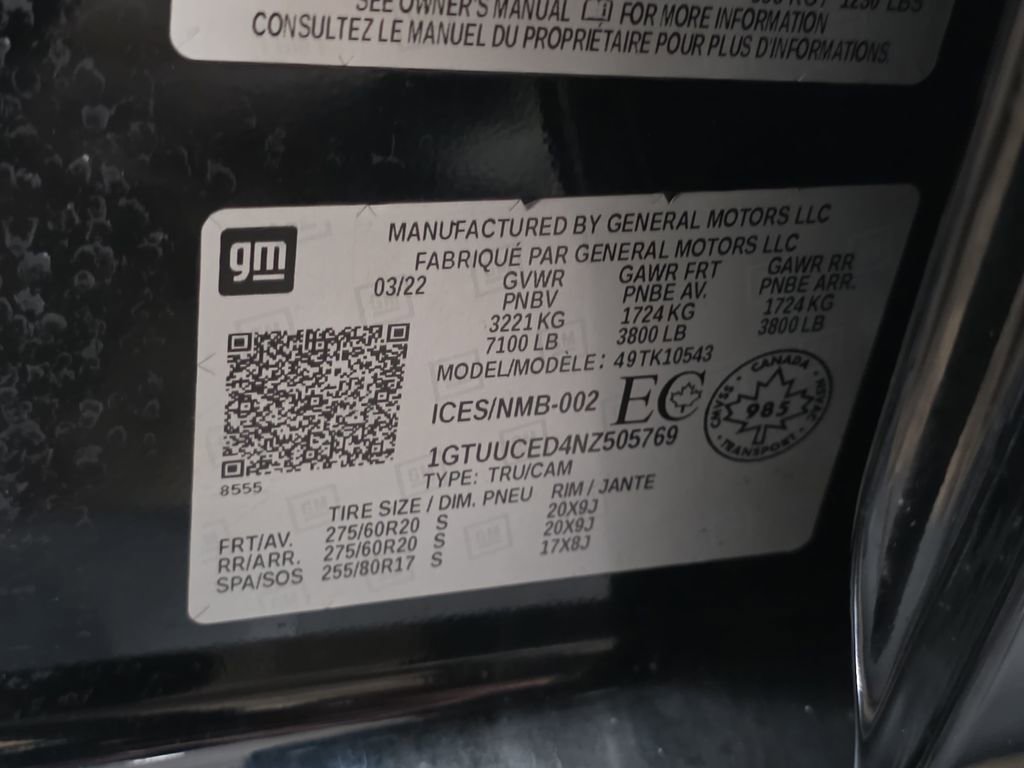 SEE OWNER'S MANUAL FOR MORE INFORMATION
CONSULTEZ LE MANUEL DU PROPRIÉTAIRE POUR PLUS D'INFORMATIONS.
gm
MANUFACTURED BY GENERAL MOTORS LLC
FABRIQUÉ PAR GENERAL MOTORS LLC
03/22 GVWR GAWR FRT GAWR RR
PNBV PNBE AV. PNBE ARR.
3221 KG 1724 KG 1724 KG
7100 LB 3800 LB 3800 LB
MODEL/MODÈLE: 49TK10543
ICES/NMB-002 EC
CANADA
CMVSS 985 NSVAC
TRANSPORT
1GTUUCED4NZ505769
TYPE: TRU/CAM
8555
TIRE SIZE / DIM. PNEU RIM / JANTE
FRT/AV. 275/60R20 S 20X9J
RR/ARR. 275/60R20 S 20X9J
SPA/SOS 255/80R17 S 17X8J